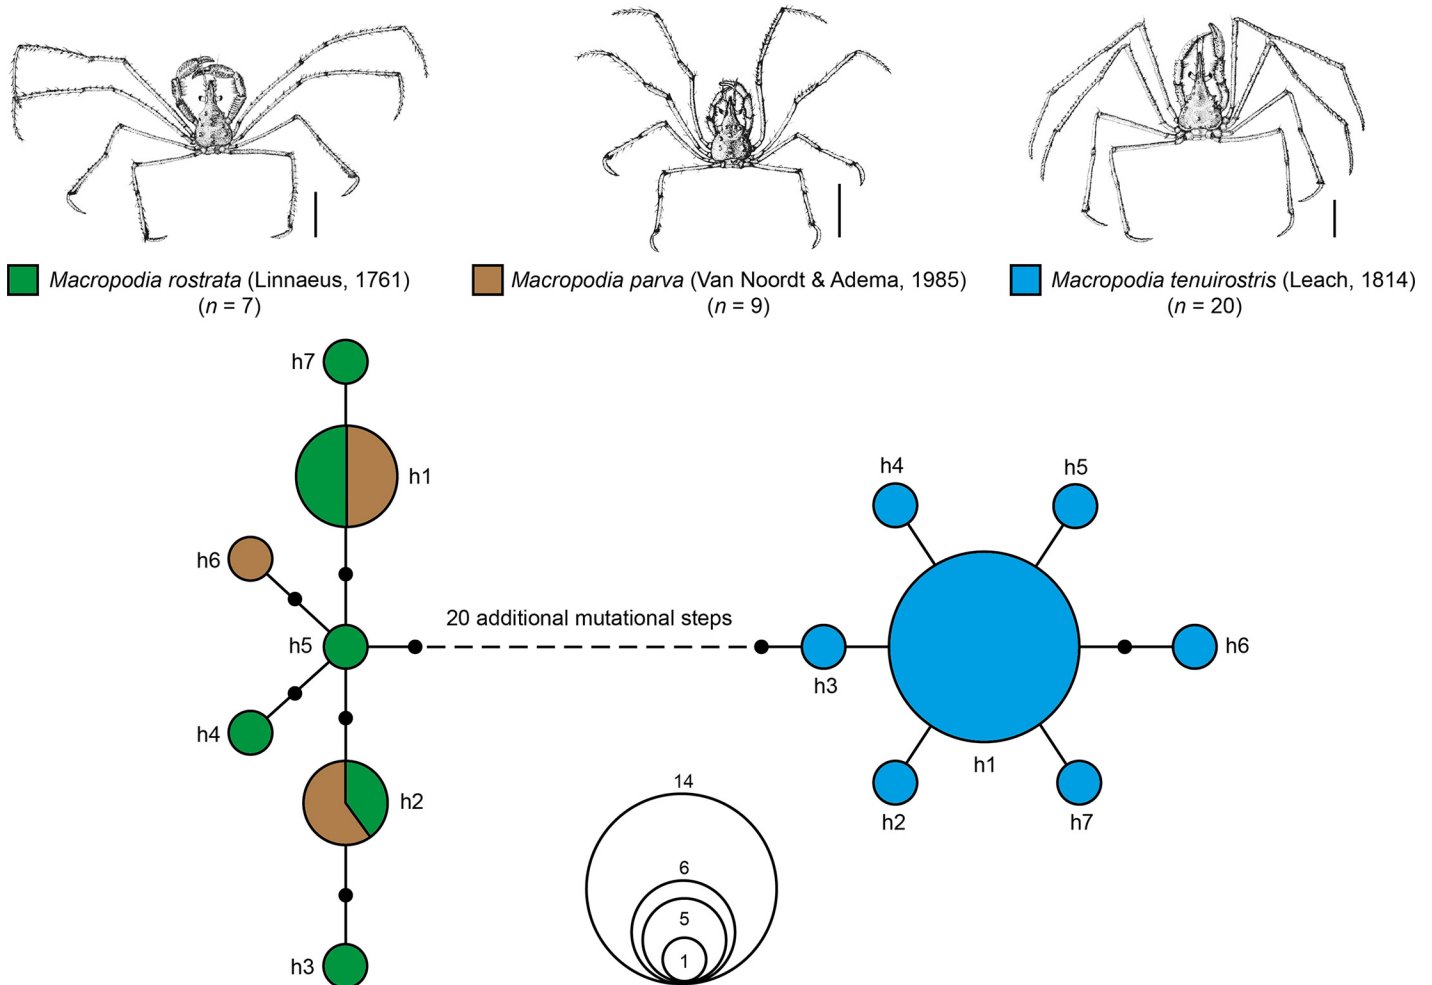 Macropodia rostrata (Linnaeus, 1761)
(n = 7)
Macropodia parva (Van Noordt & Adema, 1985)
(n = 9)
Macropodia tenuirostris (Leach, 1814)
(n = 20)
h7
h1
h6
h5
h4
h2
h3
20 additional mutational steps
h4
h5
h3
h6
h1
h2
h7
14
6
5
1